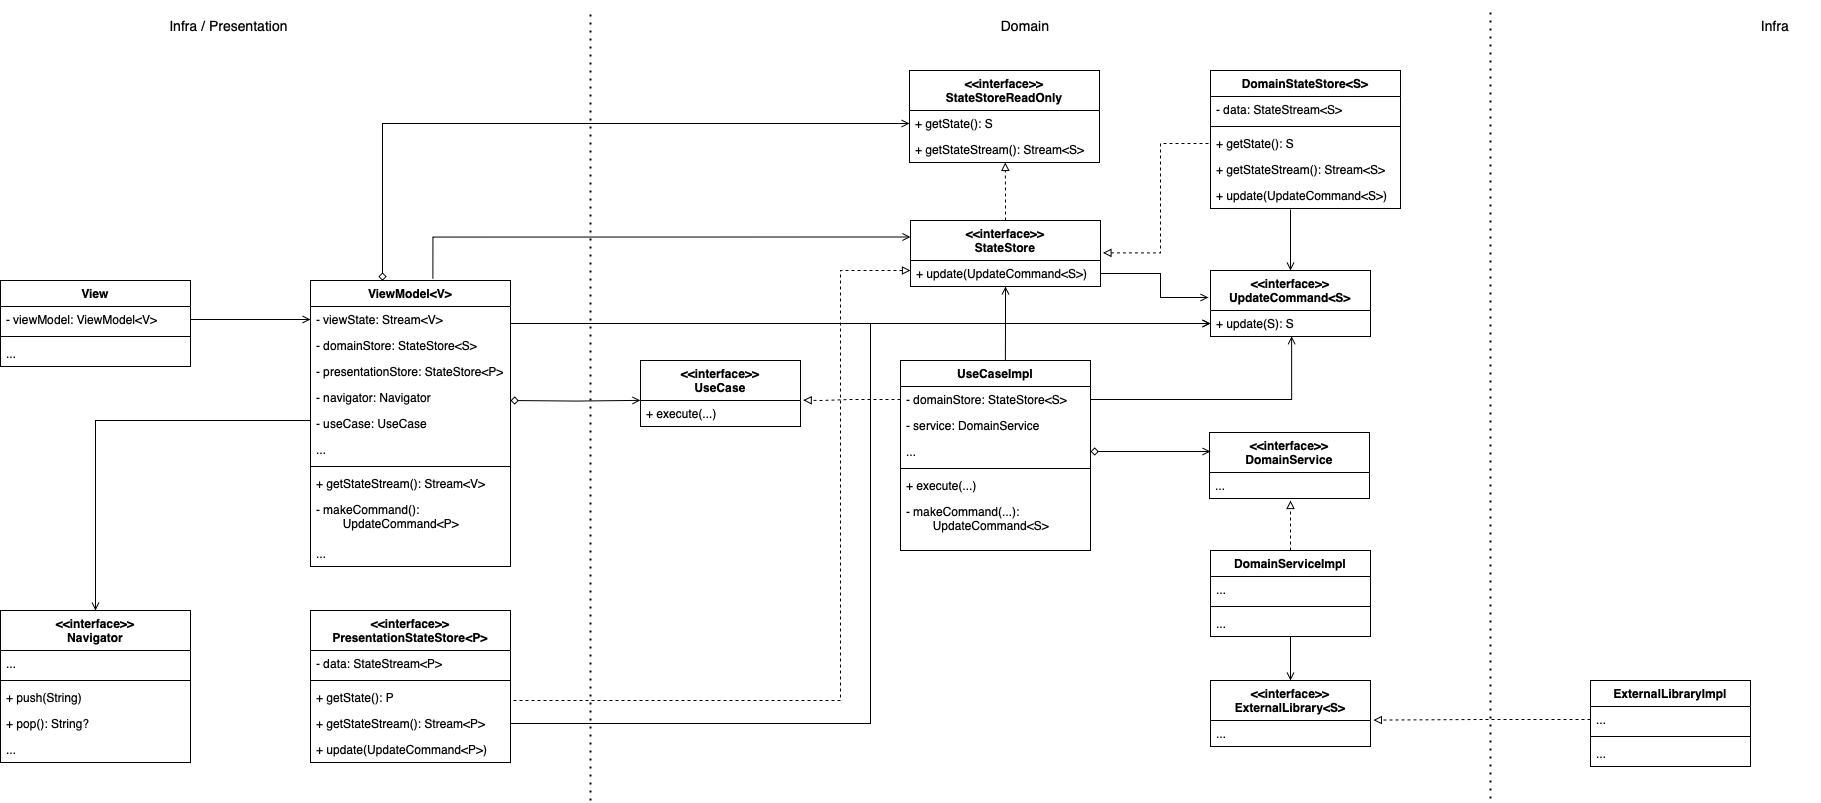 Infra / Presentation
Domain
Infra
<<interface>>
StateStoreReadOnly
+ getState(): S
+ getStateStream(): Stream<S>
DomainStateStore<S>
- data: StateStream<S>
+ getState(): S
+ getStateStream(): Stream<S>
+ update(UpdateCommand<S>)
<<interface>>
StateStore
+ update(UpdateCommand<S>)
<<interface>>
UpdateCommand<S>
+ update(S): S
View
- viewModel: ViewModel<V>
...
ViewModel<V>
- viewState: Stream<V>
- domainStore: StateStore<S>
- presentationStore: StateStore<P>
- navigator: Navigator
- useCase: UseCase
...
+ getStateStream(): Stream<V>
- makeCommand():
UpdateCommand<P>
...
<<interface>>
UseCase
+ execute(...)
UseCaseImpl
- domainStore: StateStore<S>
- service: DomainService
...
+ execute(...)
- makeCommand(...):
UpdateCommand<S>
<<interface>>
DomainService
...
DomainServiceImpl
...
...
<<interface>>
Navigator
...
+ push(String)
+ pop(): String?
...
<<interface>>
PresentationStateStore<P>
- data: StateStream<P>
+ getState(): P
+ getStateStream(): Stream<P>
+ update(UpdateCommand<P>)
<<interface>>
ExternalLibrary<S>
...
ExternalLibraryImpl
...
...